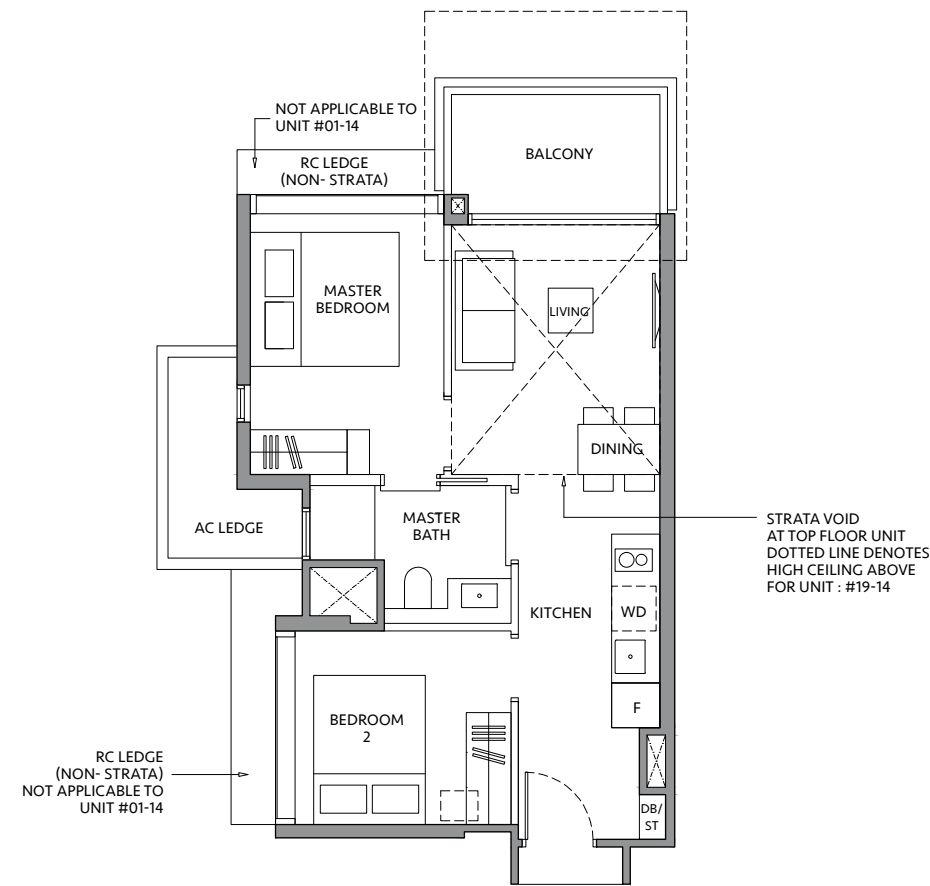 NOT APPLICABLE TO
UNIT #01-14
RC LEDGE
(NON- STRATA)
BALCONY
MASTER
BEDROOM
LIVING
DINING
AC LEDGE
MASTER
BATH
STRATA VOID
AT TOP FLOOR UNIT
DOTTED LINE DENOTES
HIGH CEILING ABOVE
FOR UNIT : #19-14
KITCHEN
WD
F
BEDROOM
2
RC LEDGE
(NON- STRATA)
NOT APPLICABLE TO
UNIT #01-14
DB/
ST